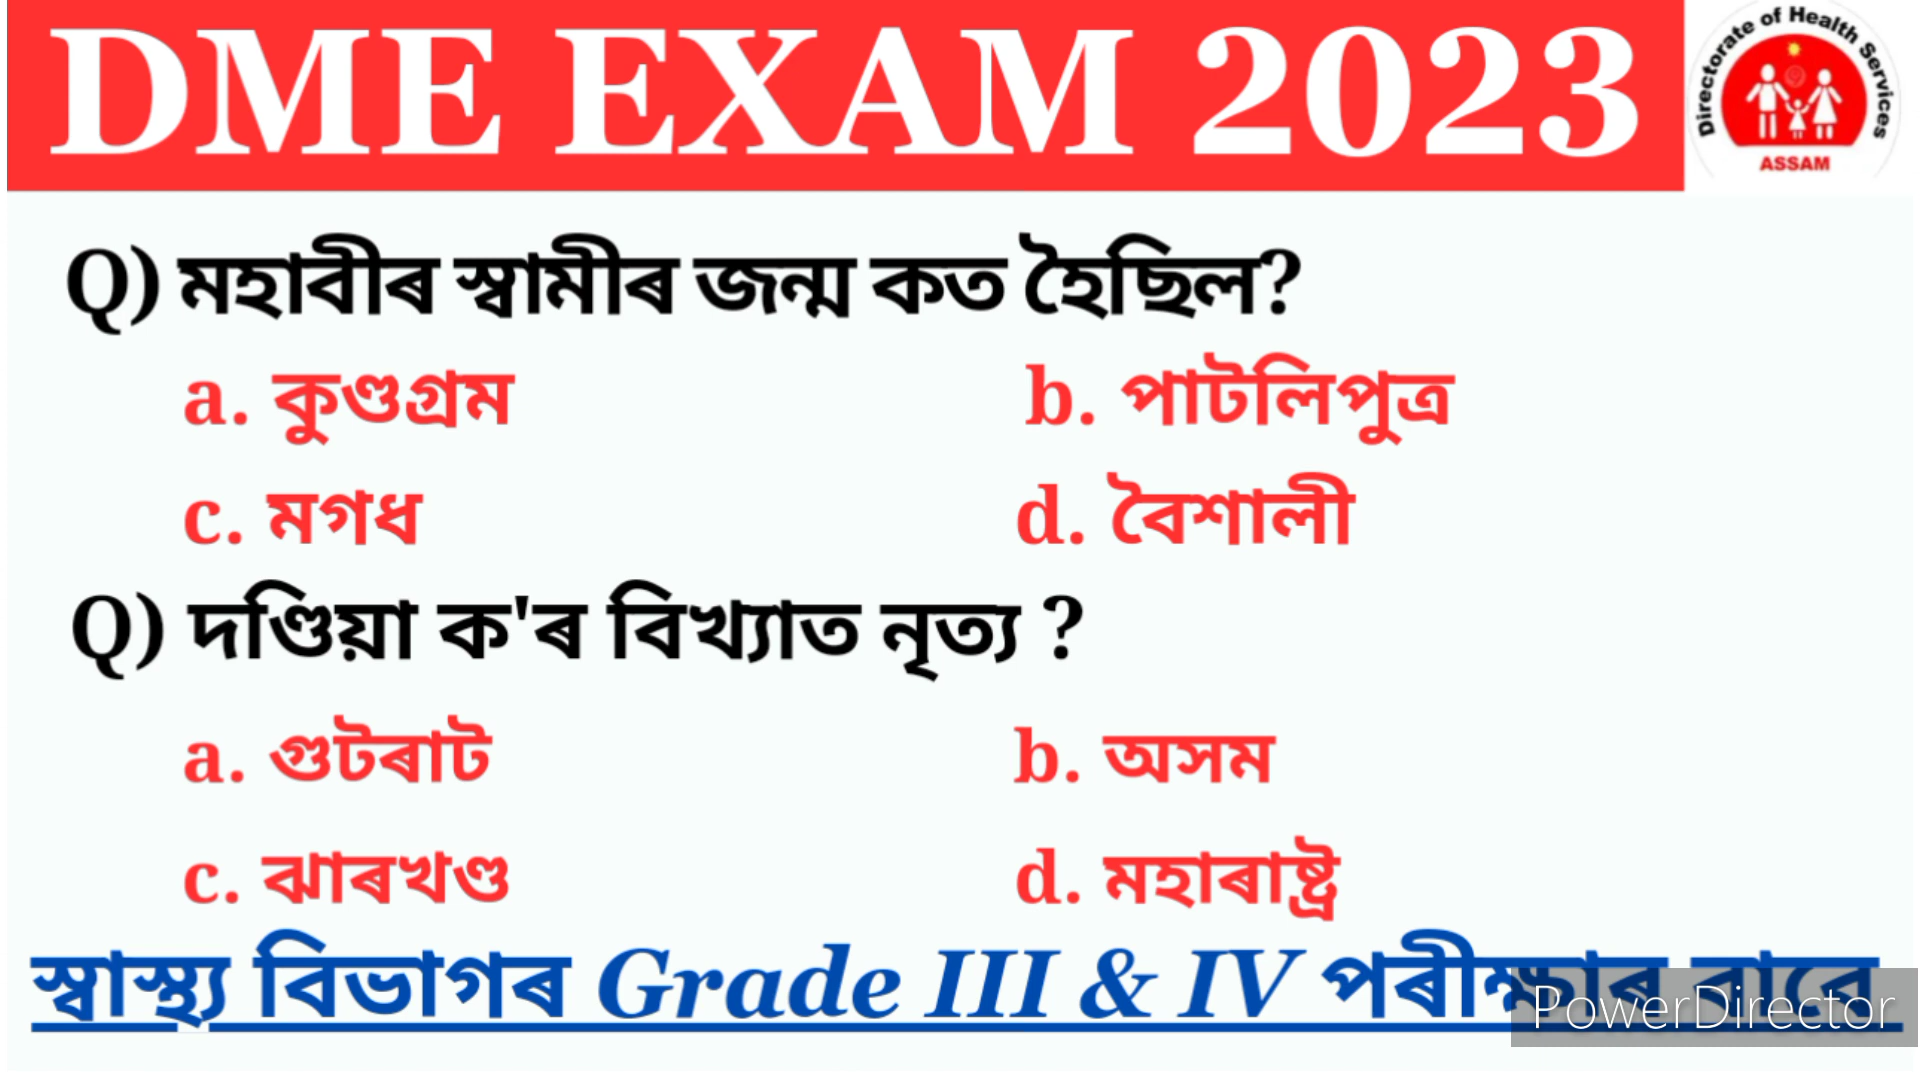 DME EXAM 2023
Directorate of Health Services
ASSAM
Q) মহাবীৰ স্বামীৰ জন্ম কত হৈছিল?
a. কুণ্ডগ্ৰম
b. পাটলিপুত্ৰ
c. মগধ
d. বৈশালী
Q) দণ্ডিয়া ক'ৰ বিখ্যাত নৃত্য ?
a. গুটৰাট
b. অসম
c. ঝাৰখণ্ড
d. মহাৰাষ্ট্ৰ
স্বাস্থ্য বিভাগৰ Grade III & IV পৰীক্ষাৰ বাবে
PowerDirector